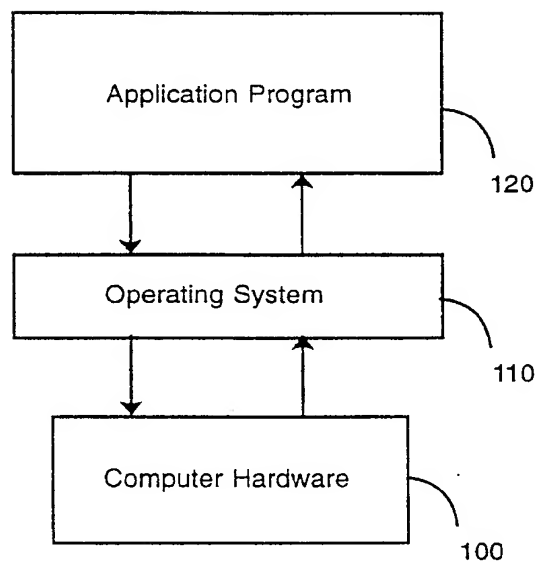 Application Program
120
Operating System
110
Computer Hardware
100